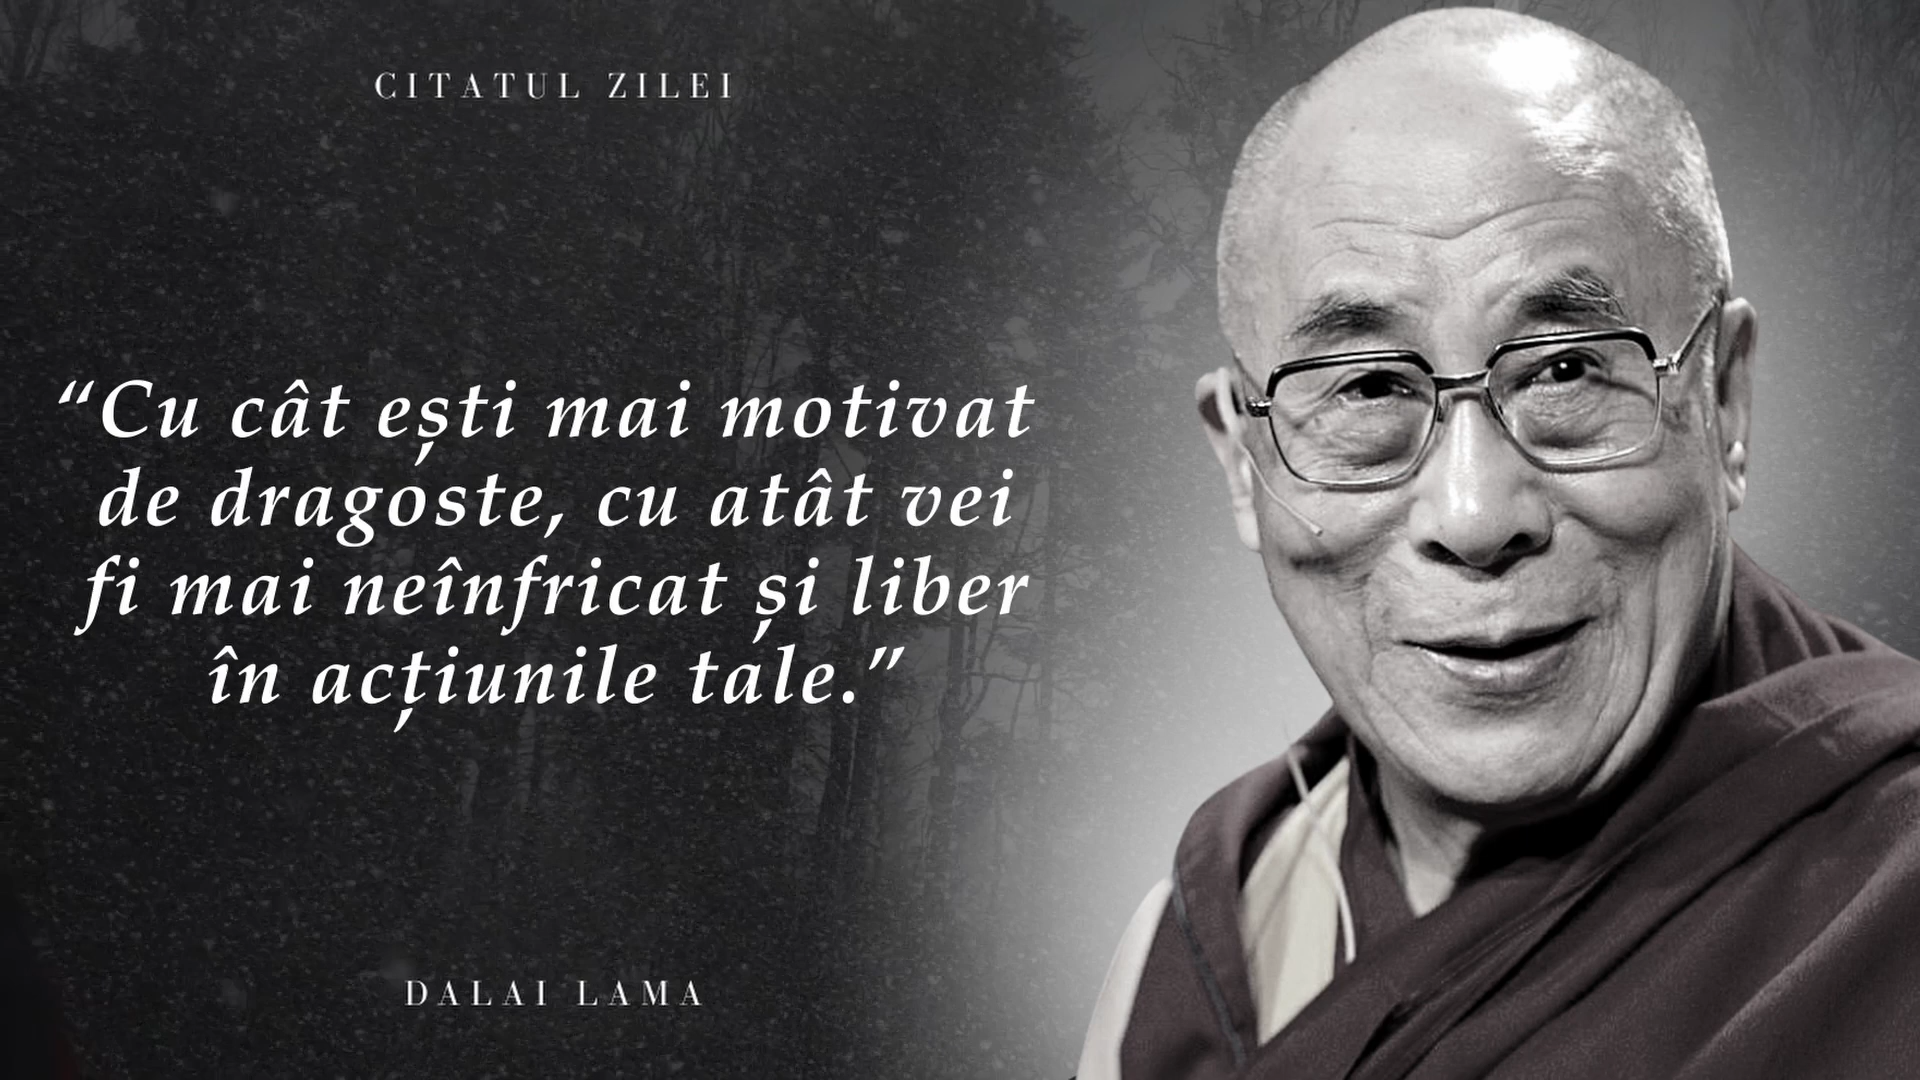 CITATUL ZILEI
“Cu cât ești mai motivat
de dragoste, cu atât vei
fi mai neînfricat și liber
în acțiunile tale.”
DALAI LAMA